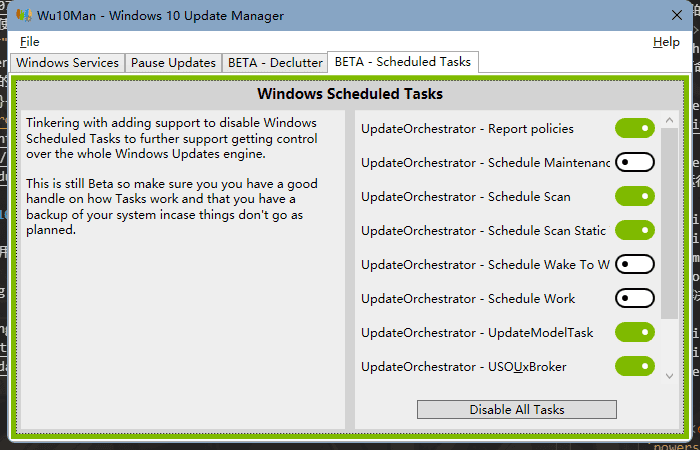 Wu10Man - Windows 10 Update Manager
File
Help
Windows Services
Pause Updates
BETA - Declutter
BETA - Scheduled Tasks
Windows Scheduled Tasks
Tinkering with adding support to disable Windows
Scheduled Tasks to further support getting control
over the whole Windows Updates engine.
This is still Beta so make sure you you have a good
handle on how Tasks work and that you have a
backup of your system incase things don't go as
planned.
UpdateOrchestrator - Report policies
UpdateOrchestrator - Schedule Maintenanc
UpdateOrchestrator - Schedule Scan
UpdateOrchestrator - Schedule Scan Static
UpdateOrchestrator - Schedule Wake To W
UpdateOrchestrator - Schedule Work
UpdateOrchestrator - UpdateModelTask
UpdateOrchestrator - USOUxBroker
Disable All Tasks